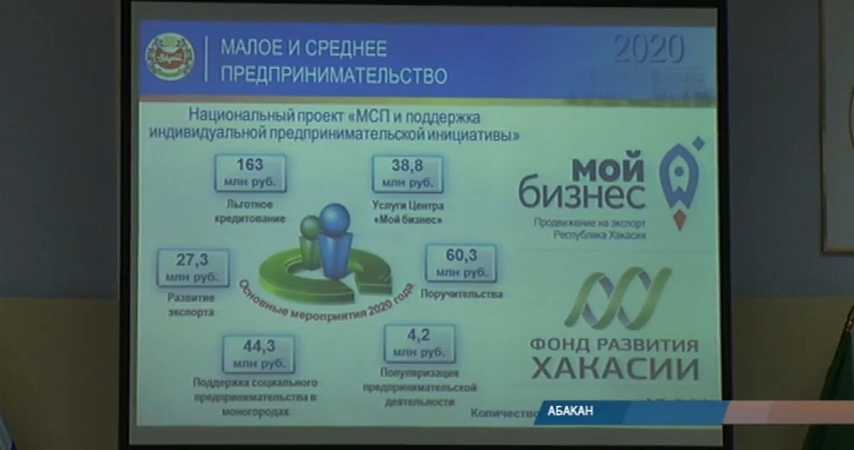 МАЛОЕ И СРЕДНЕЕ
ПРЕДПРИНИМАТЕЛЬСТВО
2020
Национальный проект «МСП и поддержка
индивидуальной предпринимательской инициативы»
163
млн руб.
Льготное
кредитование
38,8
млн руб.
Услуги Центра
«Мой бизнес»
27,3
млн руб.
Развитие
экспорта
60,3
млн руб.
Поручительства
Основные мероприятия 2020 года
44,3
млн руб.
Поддержка социального
предпринимательства в
моногородах
4,2
млн руб.
Популяризация
предпринимательской
деятельности
МОЙ
бизнес
Продвижение на экспорт
Республика Хакасия
ФОНД РАЗВИТИЯ
ХАКАСИИ
Количество
АБАКАН